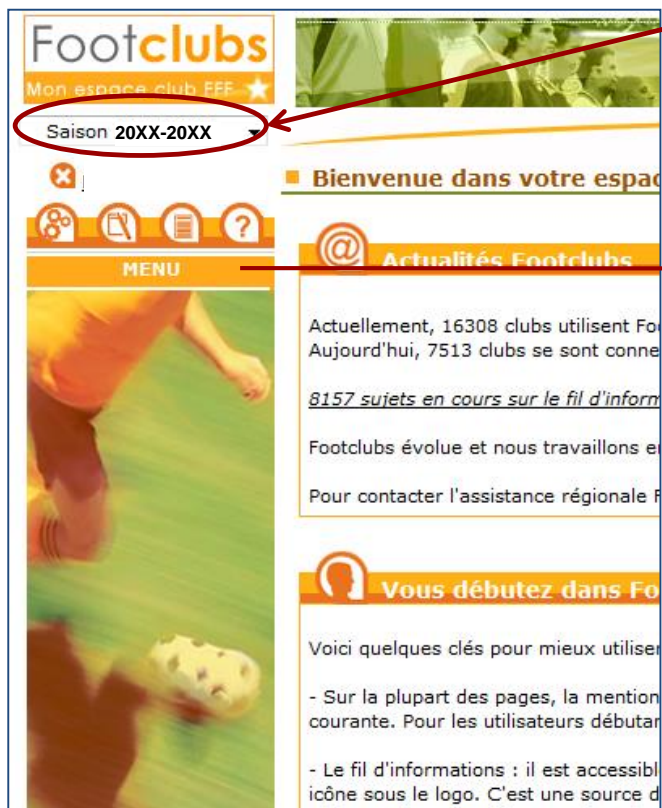 Footclubs
Mon espace club FFF
Saison 20XX-20XX
Bienvenue dans votre espac
MENU
Actualités Footclubs
Actuellement, 16308 clubs utilisent Foo
Aujourd'hui, 7513 clubs se sont conne
8157 sujets en cours sur le fil d'inform
Footclubs évolue et nous travaillons e
Pour contacter l'assistance régionale F
Vous débutez dans Fo
Voici quelques clés pour mieux utiliser
- Sur la plupart des pages, la mention
courante. Pour les utilisateurs débutan
- Le fil d'informations : il est accessibl
icône sous le logo. C'est une source d